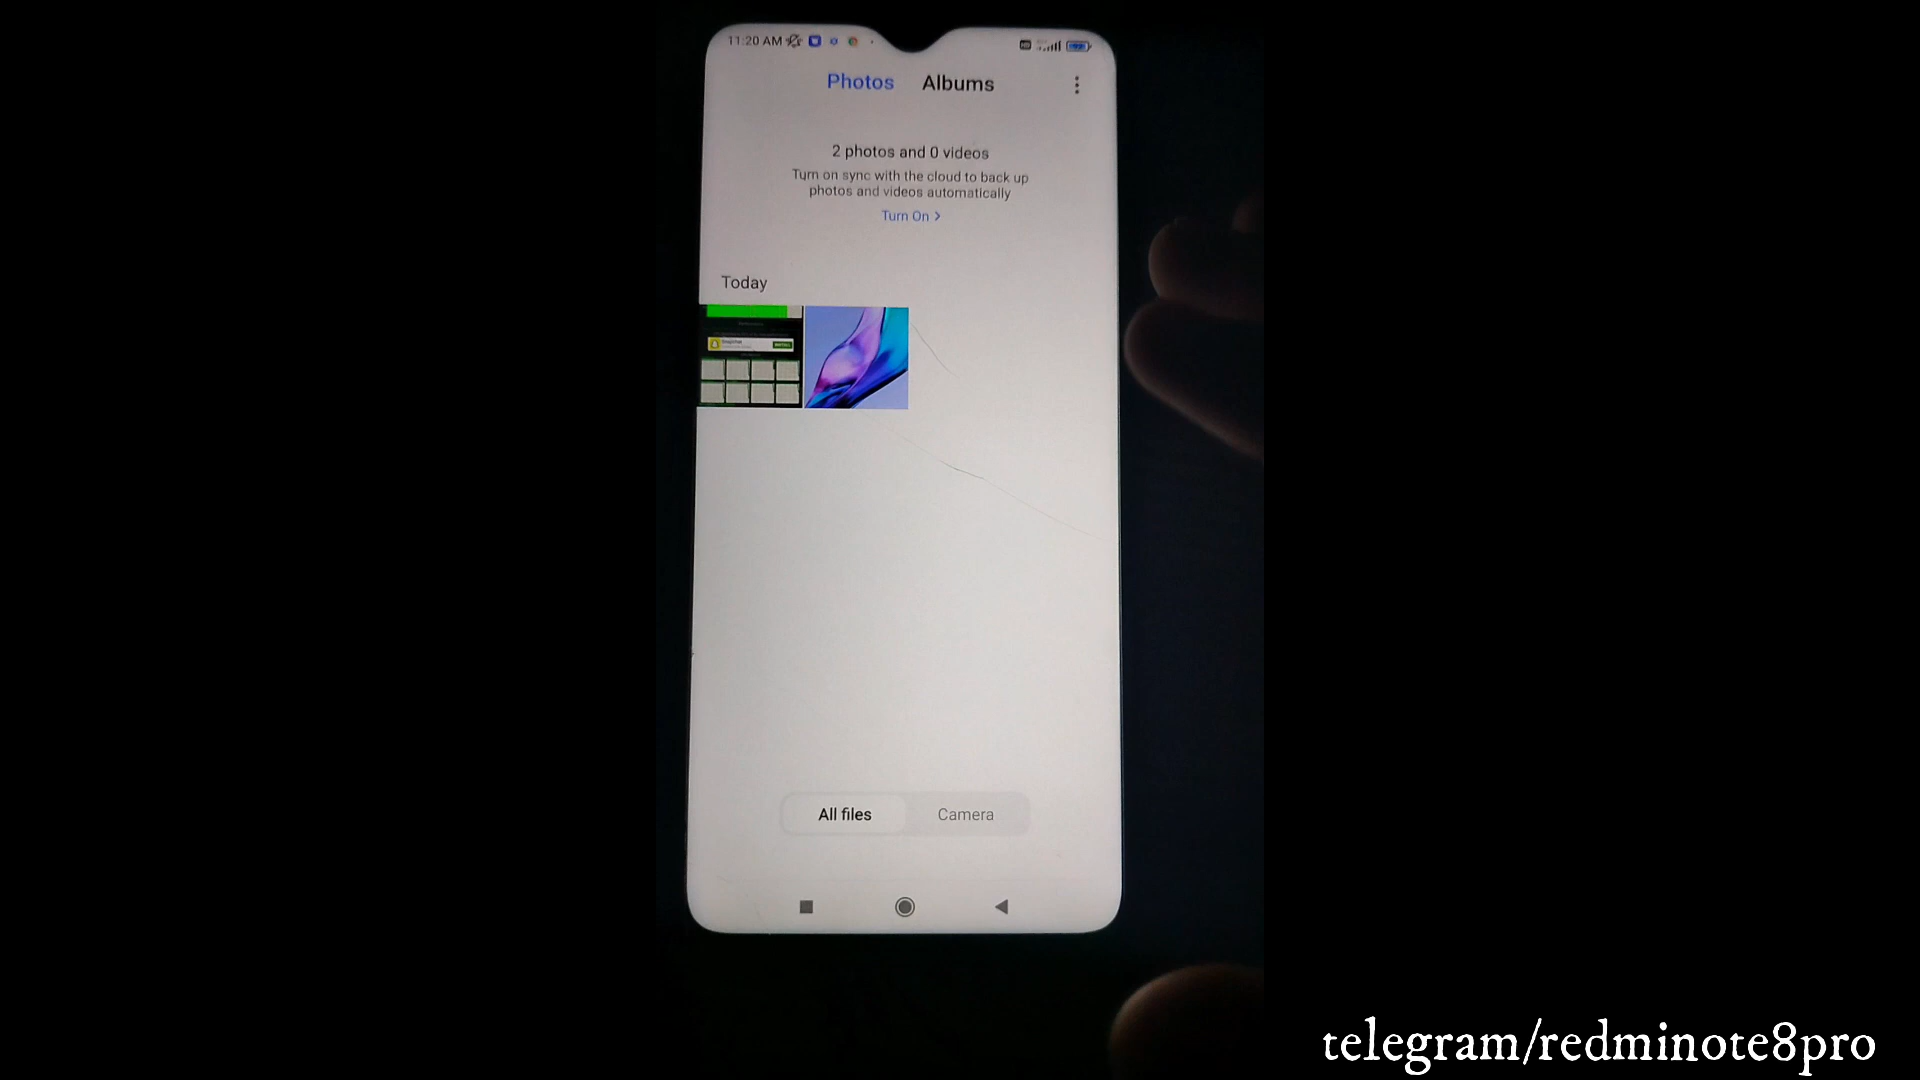 11:20 AM
Photos Albums
2 photos and 0 videos
Turn on sync with the cloud to back up
photos and videos automatically
Turn On >
Today
All files Camera
telegram/redminote8pro